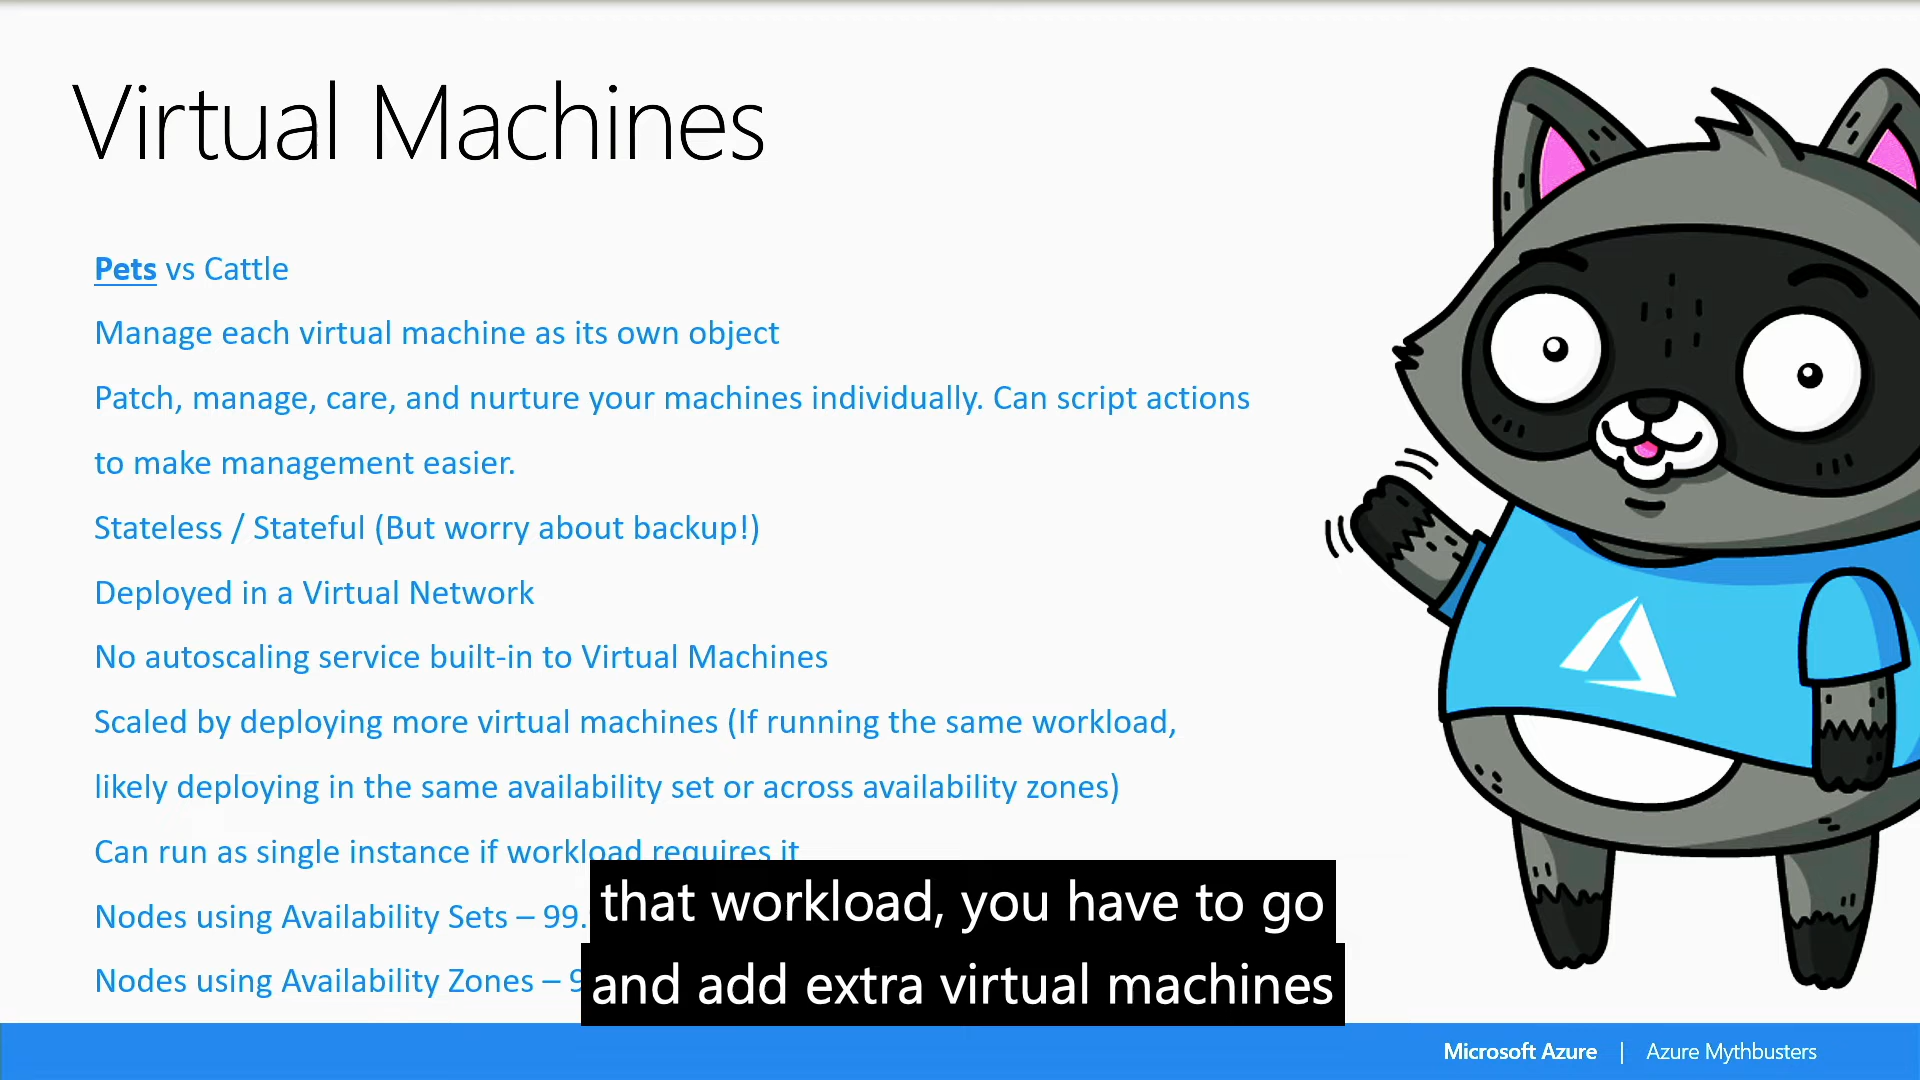 Virtual Machines
Pets vs Cattle
Manage each virtual machine as its own object
Patch, manage, care, and nurture your machines individually. Can script actions
to make management easier.
Stateless / Stateful (But worry about backup!)
Deployed in a Virtual Network
No autoscaling service built-in to Virtual Machines
Scaled by deploying more virtual machines (If running the same workload,
likely deploying in the same availability set or across availability zones)
Can run as single instance if workload requires it
Nodes using Availability Sets – 99.
Nodes using Availability Zones – 9
that workload, you have to go
and add extra virtual machines
Microsoft Azure | Azure Mythbusters